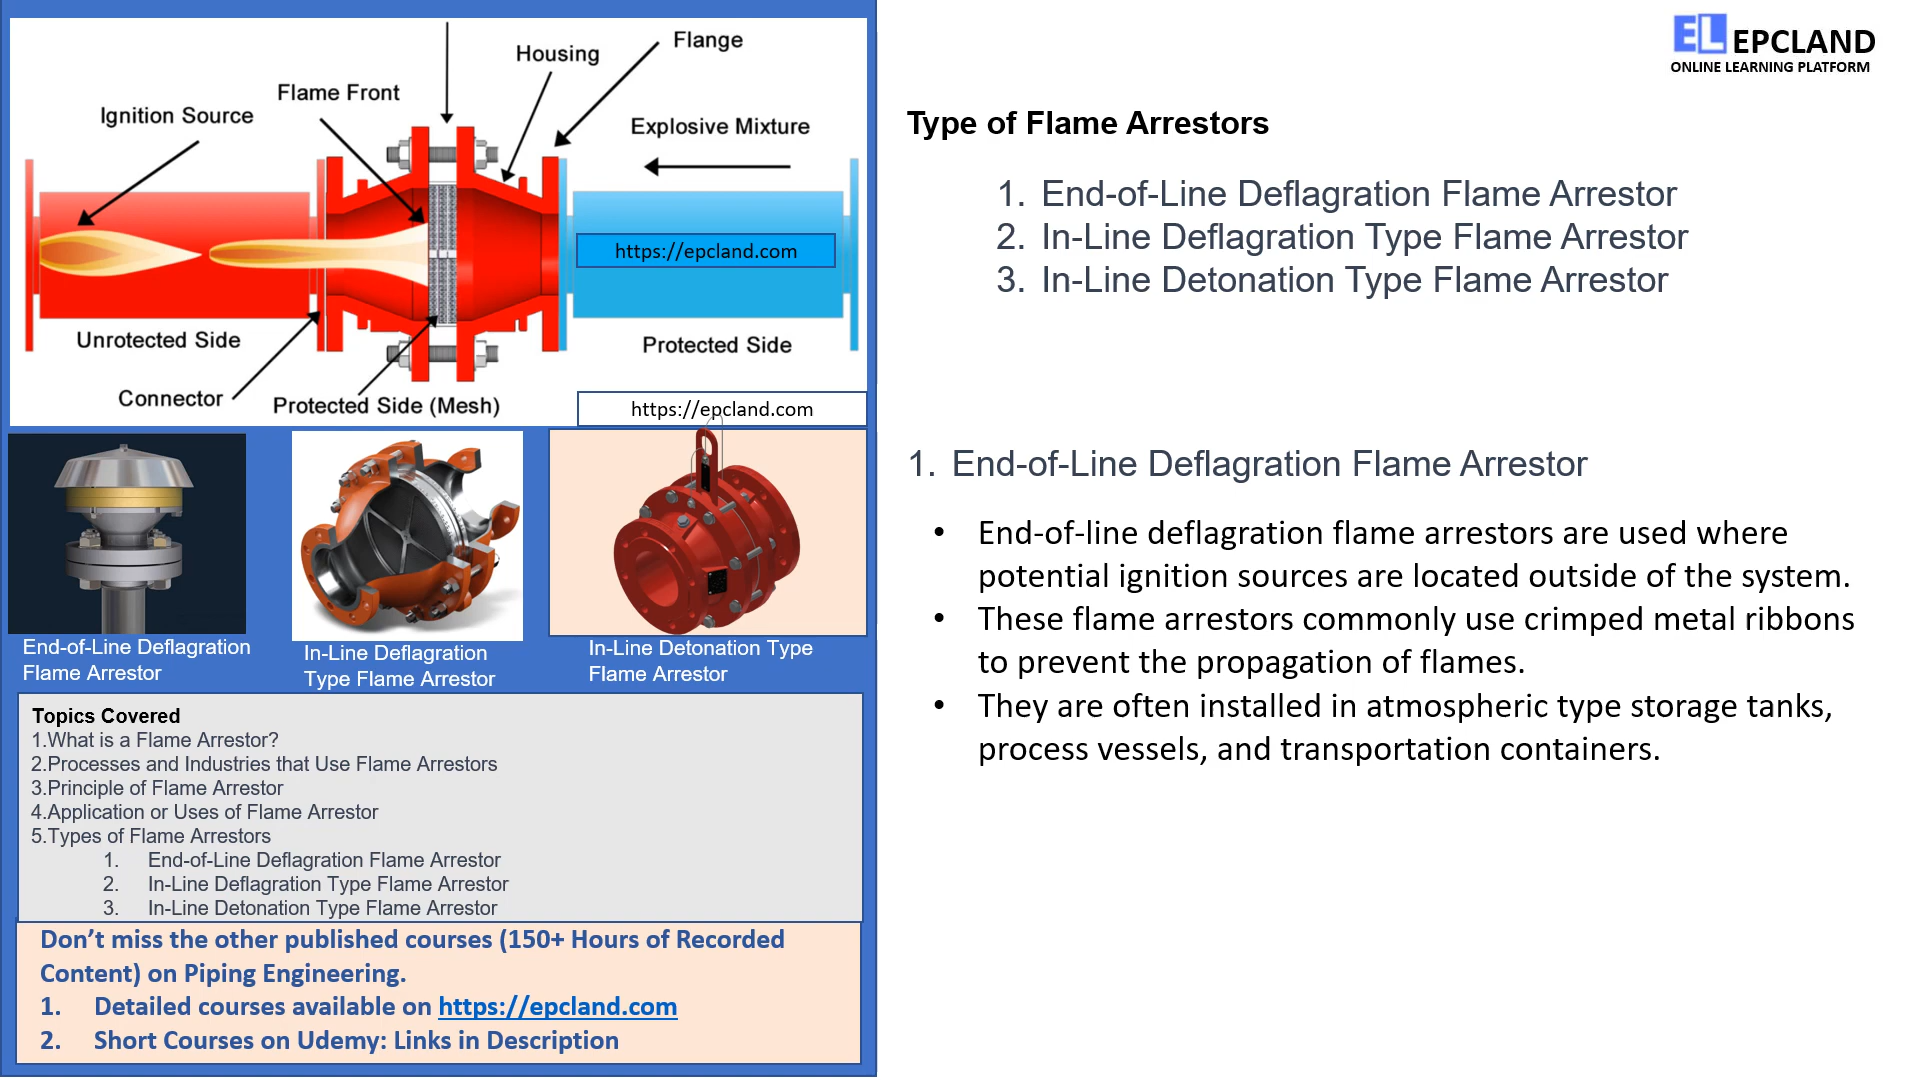 Housing
Flange
Flame Front
Ignition Source
Explosive Mixture
https://epcland.com
Unrotected Side
Protected Side
Connector
Protected Side (Mesh)
https://epcland.com
End-of-Line Deflagration
Flame Arrestor
In-Line Deflagration
Type Flame Arrestor
In-Line Detonation Type
Flame Arrestor
Topics Covered
1.What is a Flame Arrestor?
2.Processes and Industries that Use Flame Arrestors
3.Principle of Flame Arrestor
4.Application or Uses of Flame Arrestor
5.Types of Flame Arrestors
1. End-of-Line Deflagration Flame Arrestor
2. In-Line Deflagration Type Flame Arrestor
3. In-Line Detonation Type Flame Arrestor
Don’t miss the other published courses (150+ Hours of Recorded
Content) on Piping Engineering.
1. Detailed courses available on https://epcland.com
2. Short Courses on Udemy: Links in Description
EL EPCLAND
ONLINE LEARNING PLATFORM
Type of Flame Arrestors
1. End-of-Line Deflagration Flame Arrestor
2. In-Line Deflagration Type Flame Arrestor
3. In-Line Detonation Type Flame Arrestor
1. End-of-Line Deflagration Flame Arrestor
• End-of-line deflagration flame arrestors are used where
potential ignition sources are located outside of the system.
• These flame arrestors commonly use crimped metal ribbons
to prevent the propagation of flames.
• They are often installed in atmospheric type storage tanks,
process vessels, and transportation containers.